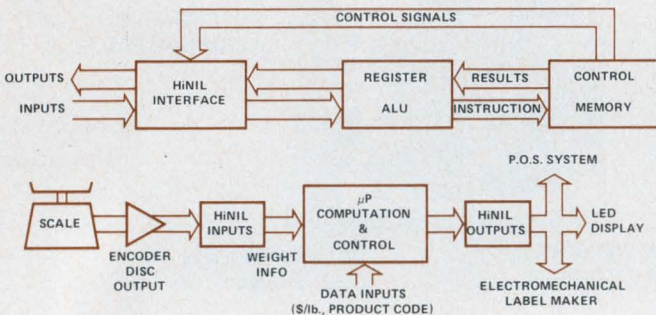 CONTROL SIGNALS
OUTPUTS
INPUTS
HiNIL
INTERFACE
REGISTER
ALU
RESULTS
INSTRUCTION
CONTROL
MEMORY
P.O.S. SYSTEM
SCALE
ENCODER
DISC
OUTPUT
HiNIL
INPUTS
WEIGHT
INFO
μP
COMPUTATION
&
CONTROL
DATA INPUTS
($/lb., PRODUCT CODE)
HiNIL
OUTPUTS
LED
DISPLAY
ELECTROMECHANICAL
LABEL MAKER